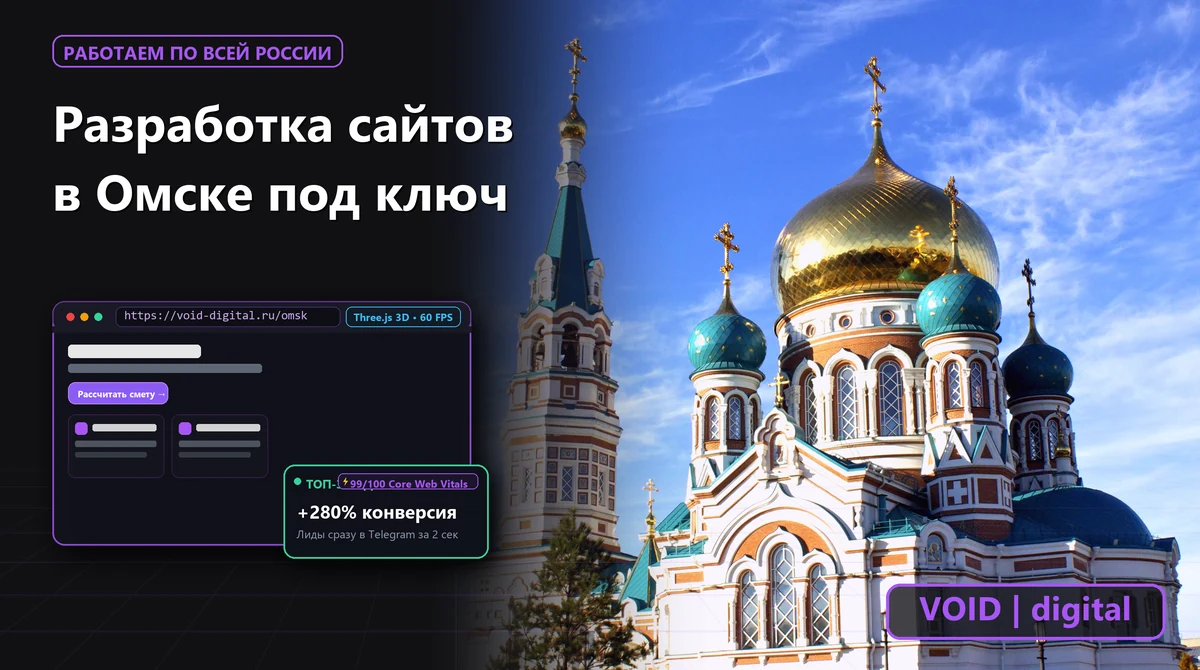 РАБОТАЕМ ПО ВСЕЙ РОССИИ
Разработка сайтов
в Омске под ключ
https://void-digital.ru/omsk
Three.js 3D • 60 FPS
Рассчитать смету →
ТОП-
99/100 Core Web Vitals
+280% конверсия
Лиды сразу в Telegram за 2 сек
VOID | digital